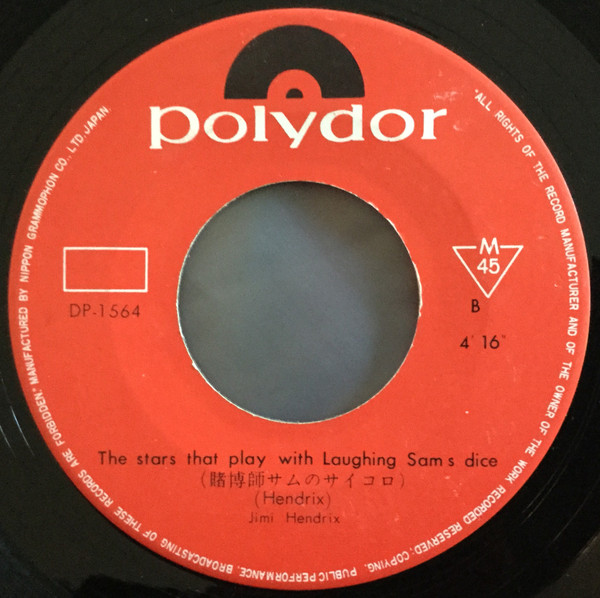 polydor
"ALL RIGHTS OF THE RECORD MANUFACTURER AND OF THE OWNER OF THE WORK RECORDED RESERVED; COPYING, PUBLIC PERFORMANCE, BROADCASTING OF THESE RECORDS ARE FORBIDDEN." MANUFACTURED BY NIPPON GRAMMOPHON CO., LTD. JAPAN.
M
45
DP-1564
B
4' 16"
The stars that play with Laughing Sam s dice
(賭博師サムのサイコロ)
(Hendrix)
Jimi Hendrix